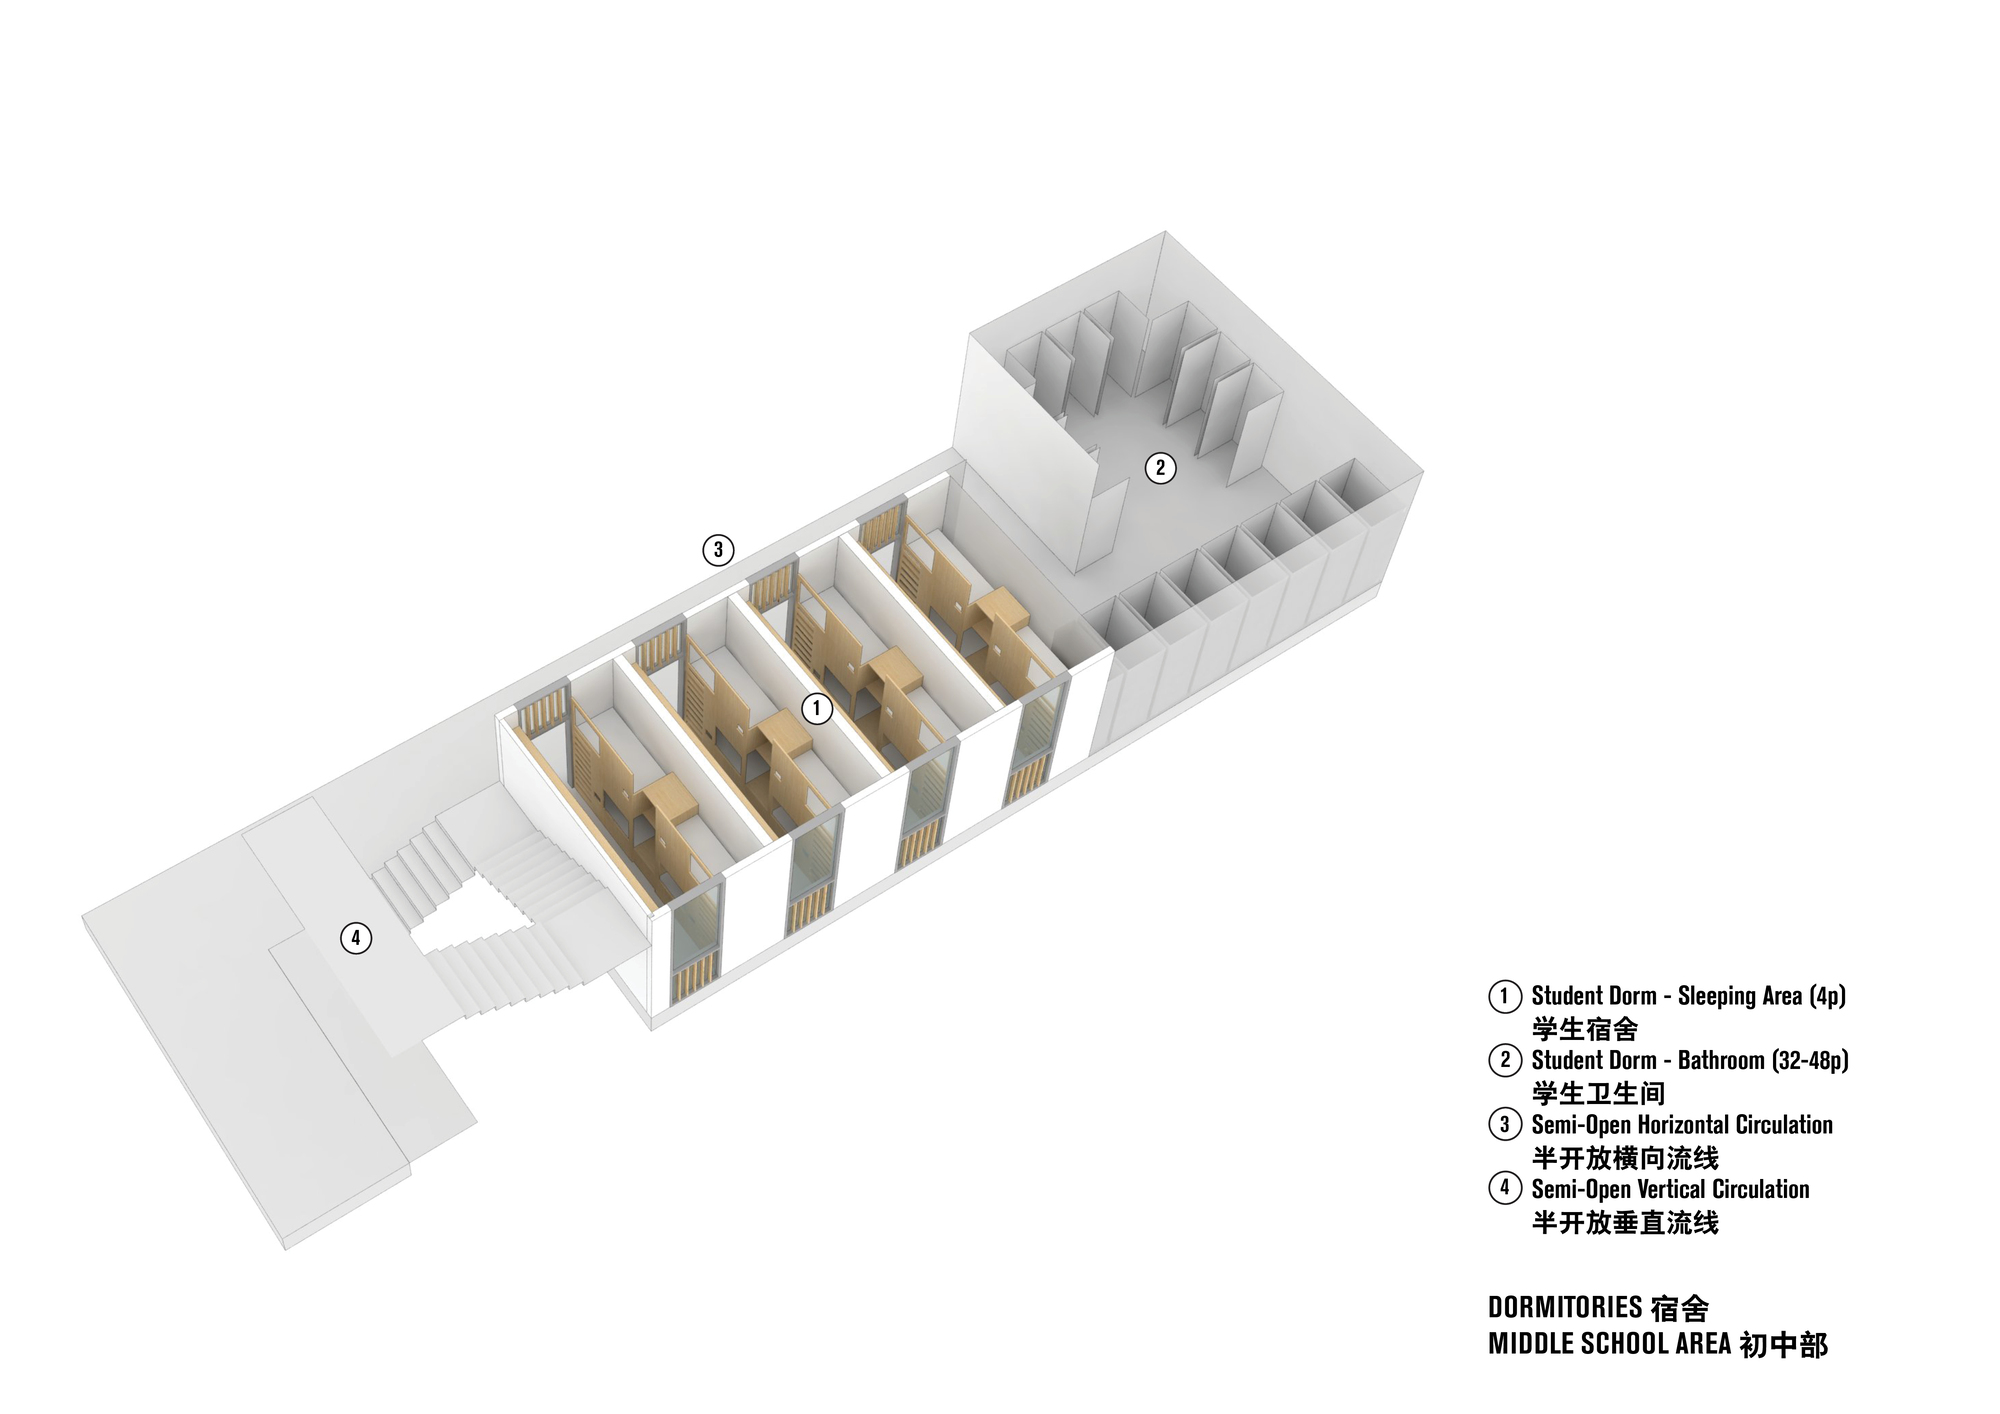 3
2
1
4
1 Student Dorm - Sleeping Area (4p)
学生宿舍
2 Student Dorm - Bathroom (32-48p)
学生卫生间
3 Semi-Open Horizontal Circulation
半开放横向流线
4 Semi-Open Vertical Circulation
半开放垂直流线
DORMITORIES 宿舍
MIDDLE SCHOOL AREA 初中部